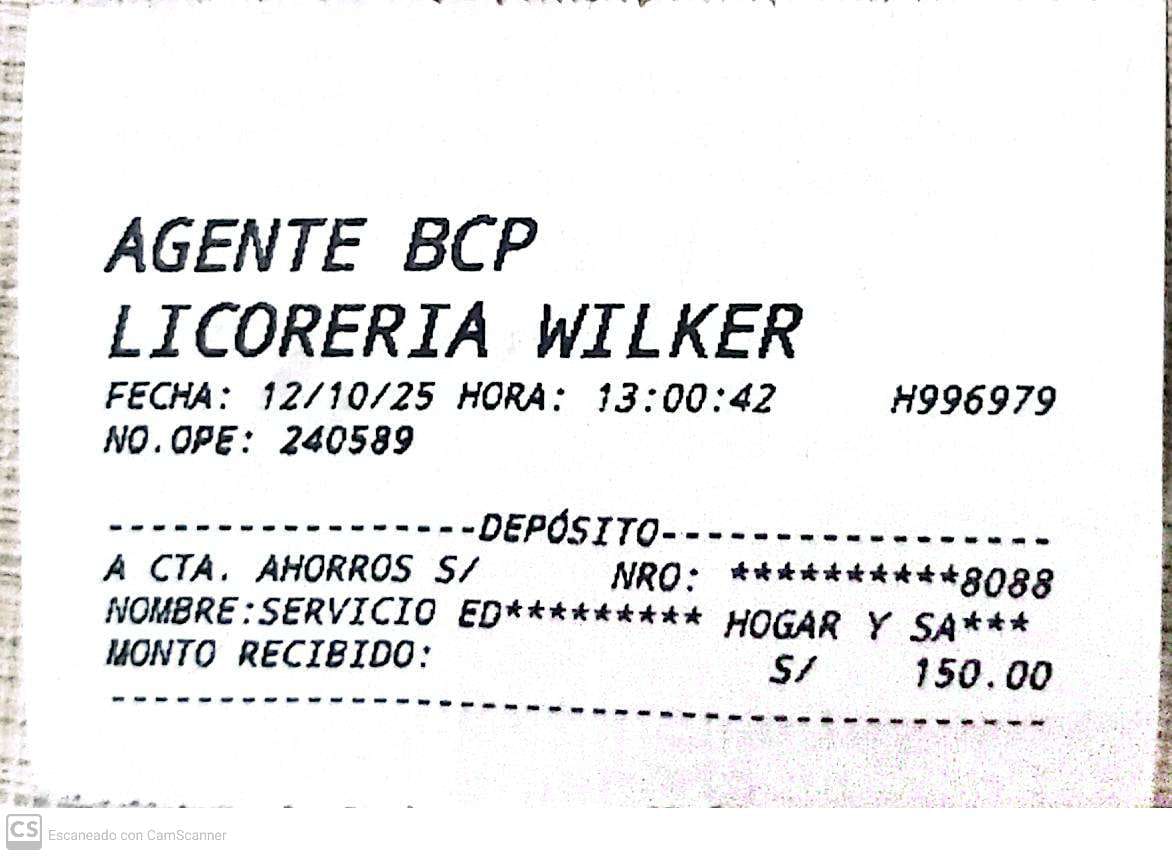 AGENTE BCP
LICORERIA WILKER
FECHA: 12/10/25 HORA: 13:00:42 H996979
NO.OPE: 240589
-----------------DEPÓSITO------------------
A CTA. AHORROS S/ NRO: **********8088
NOMBRE:SERVICIO ED********* HOGAR Y SA***
MONTO RECIBIDO: S/ 150.00
-------------------------------------------
CS Escaneado con CamScanner